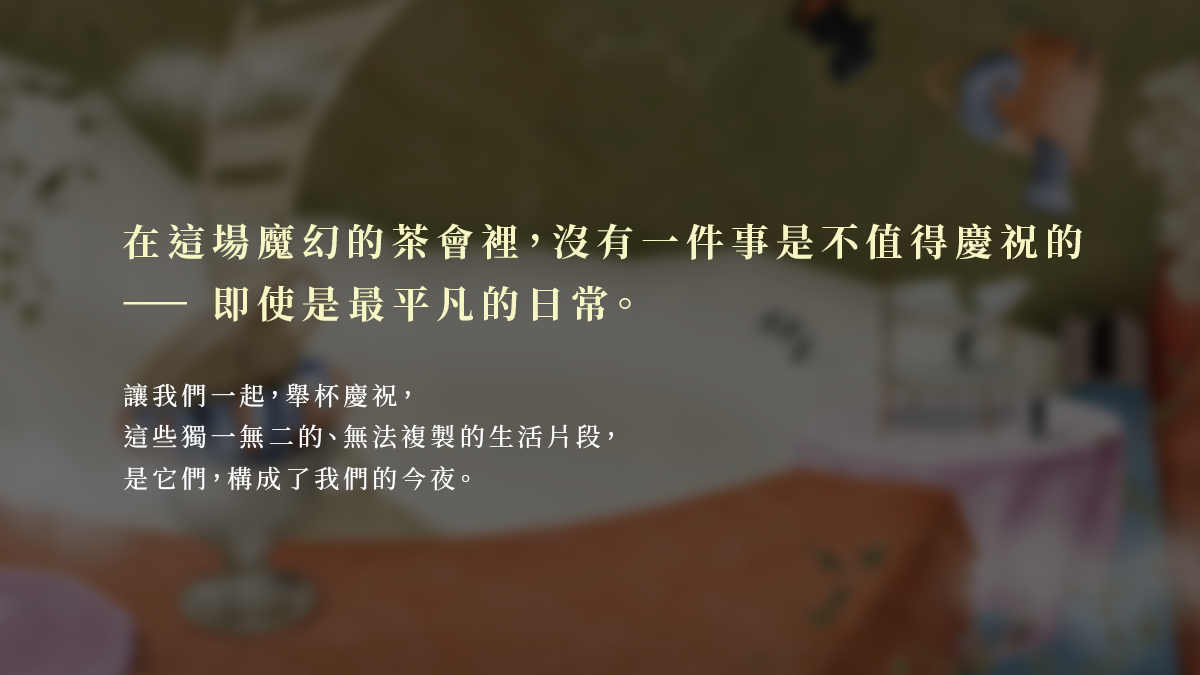 在這場魔幻的茶會裡，沒有一件事是不值得慶祝的
—— 即使是最平凡的日常。
讓我們一起，舉杯慶祝，
這些獨一無二的、無法複製的生活片段，
是它們，構成了我們的今夜。